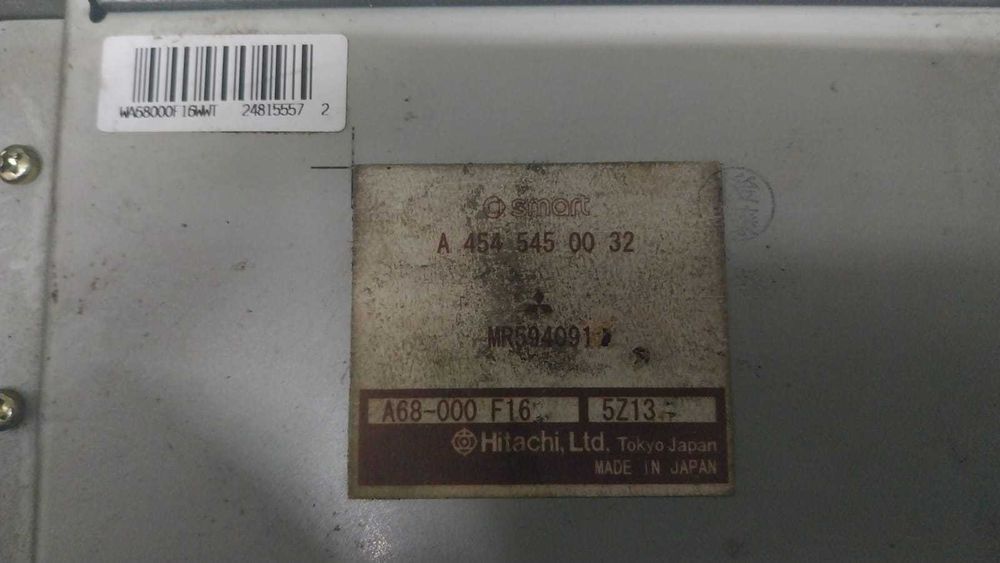 WA68000F16WWT 24815557 2
smart
A 454 545 00 32
MR594091
A68-000 F16 5Z13
Hitachi, Ltd. Tokyo Japan
MADE IN JAPAN